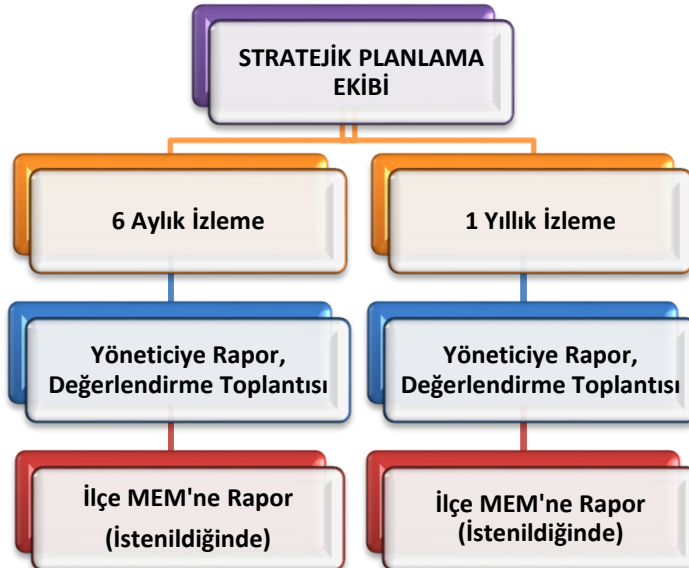 STRATEJİK PLANLAMA
EKİBİ
6 Aylık İzleme
1 Yıllık İzleme
Yöneticiye Rapor,
Değerlendirme Toplantısı
Yöneticiye Rapor,
Değerlendirme Toplantısı
İlçe MEM'ne Rapor
(İstenildiğinde)
İlçe MEM'ne Rapor
(İstenildiğinde)